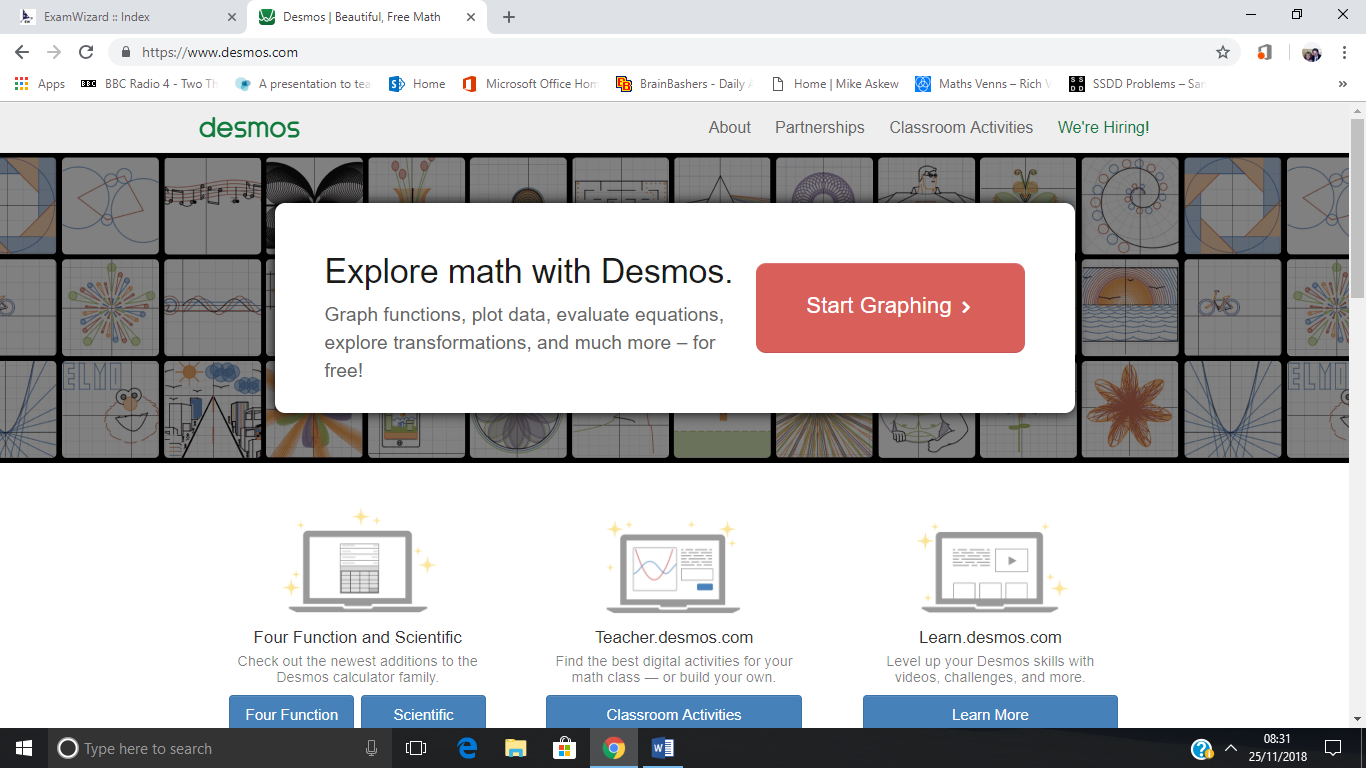 ExamWizard :: Index
Desmos | Beautiful, Free Math
https://www.desmos.com
Apps
BBC Radio 4 - Two Th
A presentation to tea
Home
Microsoft Office Hom
BrainBashers - Daily
Home | Mike Askew
Maths Venns – Rich V
SSDD Problems – Sam
desmos
About
Partnerships
Classroom Activities
We're Hiring!
Explore math with Desmos.
Graph functions, plot data, evaluate equations,
explore transformations, and much more – for
free!
Start Graphing
ELMO
ELMO
Four Function and Scientific
Check out the newest additions to the
Desmos calculator family.
Four Function
Scientific
Teacher.desmos.com
Find the best digital activities for your
math class — or build your own.
Classroom Activities
Learn.desmos.com
Level up your Desmos skills with
videos, challenges, and more.
Learn More
Type here to search
08:31
25/11/2018